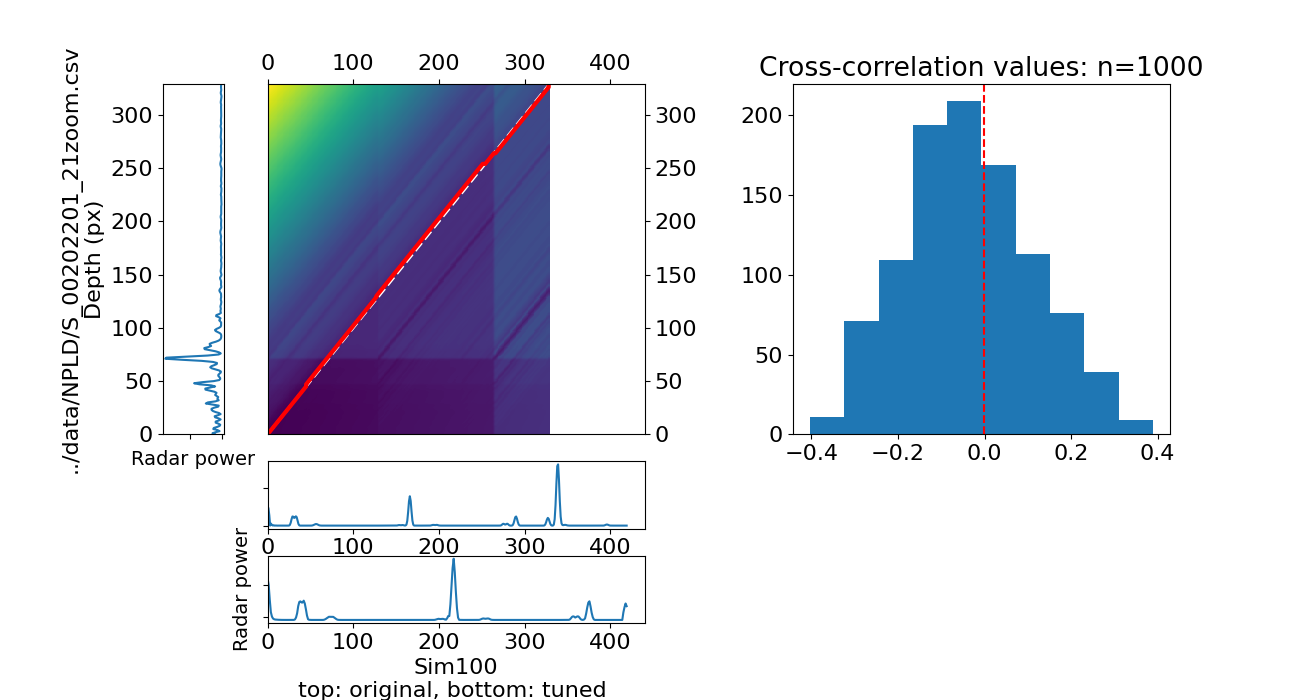 ../data/NPLD/S_00202201_21zoom.csv
Depth (px)
0 50 100 150 200 250 300
Radar power
0 100 200 300 400
0 50 100 150 200 250 300
0 100 200 300 400
Radar power
0 100 200 300 400
Sim100
top: original, bottom: tuned
Cross-correlation values: n=1000
0 50 100 150 200
−0.4 −0.2 0.0 0.2 0.4